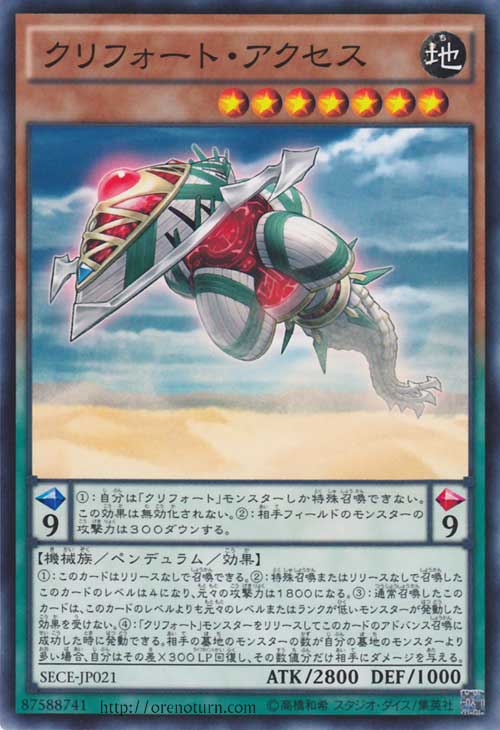 クリフォート・アクセス
地
①：自分は「クリフォート」モンスターしか特殊召喚できない。
この効果は無効化されない。②：相手フィールドのモンスターの
攻撃力は３００ダウンする。
9
9
【機械族／ペンデュラム／効果】
①：このカードはリリースなしで召喚できる。②：特殊召喚またはリリースなしで召喚した
このカードのレベルは４になり、元々の攻撃力は１８００になる。③：通常召喚したこ
のカードは、このカードのレベルよりも元々のレベルまたはランクが低いモンスターが発動した
効果を受けない。④：「クリフォート」モンスターをリリースしてこのカードのアドバンス召喚に
成功した時に発動できる。相手の墓地のモンスターの数が自分の墓地のモンスターより
多い場合、自分はその差×３００ＬＰ回復し、その数値分だけ相手にダメージを与える。
SECE-JP021
ATK/2800 DEF/1000
87588741
http://orenoturn.com
©高橋和希 スタジオ・ダイス/集英社